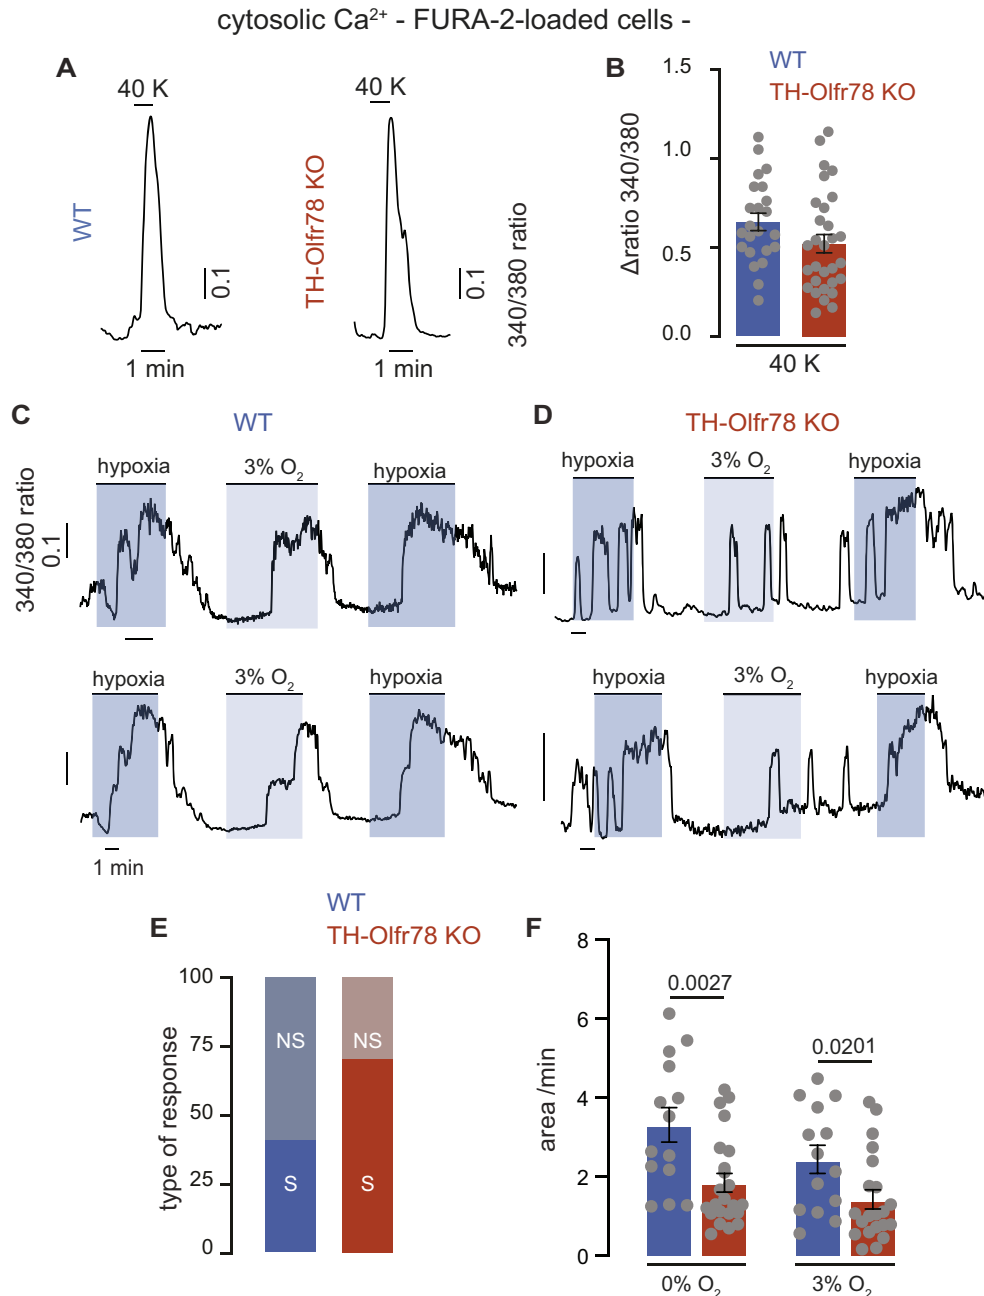 cytosolic Ca²⁺ - FURA-2-loaded cells -
A
40 K
40 K
WT
TH-Olfr78 KO
0.1
0.1
340/380 ratio
1 min
1 min
B
WT
TH-Olfr78 KO
1.5
1.0
0.5
0.0
Δratio 340/380
40 K
C
WT
hypoxia
3% O₂
hypoxia
340/380 ratio
0.1
hypoxia
3% O₂
hypoxia
1 min
D
TH-Olfr78 KO
hypoxia
3% O₂
hypoxia
hypoxia
3% O₂
hypoxia
E
WT
TH-Olfr78 KO
100
75
50
25
0
type of response
NS
NS
S
S
F
8
6
4
2
0
area /min
0.0027
0.0201
0% O₂
3% O₂